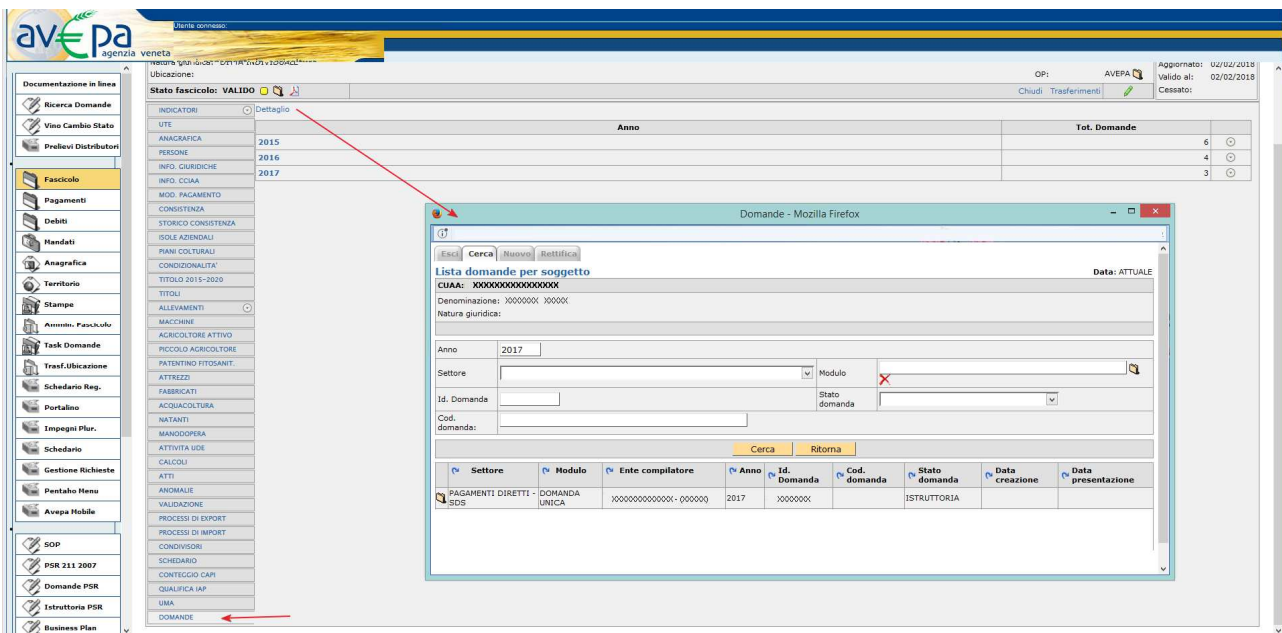 avepa
agenzia veneta
Utente connesso:
Ubicazione:
OP: AVEPA
Aggiornato: 02/02/2018
Valido al: 02/02/2018
Cessato:
Stato fascicolo: VALIDO
Chiudi Trasferimenti
Documentazione in linea
Ricerca Domande
Vino Cambio Stato
Prelievi Distributori
Fascicolo
Pagamenti
Debiti
Mandati
Anagrafica
Territorio
Stampe
Ammin. Fascicolo
Task Domande
Trasf.Ubicazione
Schedario Reg.
Portalino
Impegni Plur.
Schedario
Gestione Richieste
Pentaho Menu
Avepa Mobile
SOP
PSR 211 2007
Domande PSR
Istruttoria PSR
Business Plan
INDICATORI
UTE
ANAGRAFICA
PERSONE
INFO. GIURIDICHE
INFO. CCIAA
MOD. PAGAMENTO
CONSISTENZA
STORICO CONSISTENZA
ISOLE AZIENDALI
PIANI COLTURALI
CONDIZIONALITA'
TITOLO 2015-2020
TITOLI
ALLEVAMENTI
MACCHINE
AGRICOLTORE ATTIVO
PICCOLO AGRICOLTORE
PATENTINO FITOSANIT.
ATTREZZI
FABBRICATI
ACQUACOLTURA
NATANTI
MANODOPERA
ATTIVITA UDE
CALCOLI
ATTI
ANOMALIE
VALIDAZIONE
PROCESSI DI EXPORT
PROCESSI DI IMPORT
CONDIVISORI
SCHEDARIO
CONTEGGIO CAPI
QUALIFICA IAP
UMA
DOMANDE
Dettaglio
Anno Tot. Domande
2015 6
2016 4
2017 3
Domande - Mozilla Firefox
Esci Cerca Nuovo Rettifica
Lista domande per soggetto Data: ATTUALE
CUAA: XXXXXXXXXXXXXXXX
Denominazione: XXXXXXX XXXXX
Natura giuridica:
Anno 2017
Settore Modulo
Id. Domanda Stato domanda
Cod. domanda:
Cerca Ritorna
Settore Modulo Ente compilatore Anno Id. Domanda Cod. domanda Stato domanda Data creazione Data presentazione
PAGAMENTI DIRETTI - SDS DOMANDA UNICA XXXXXXXXXXXXX - (XXXXX) 2017 XXXXXXX ISTRUTTORIA